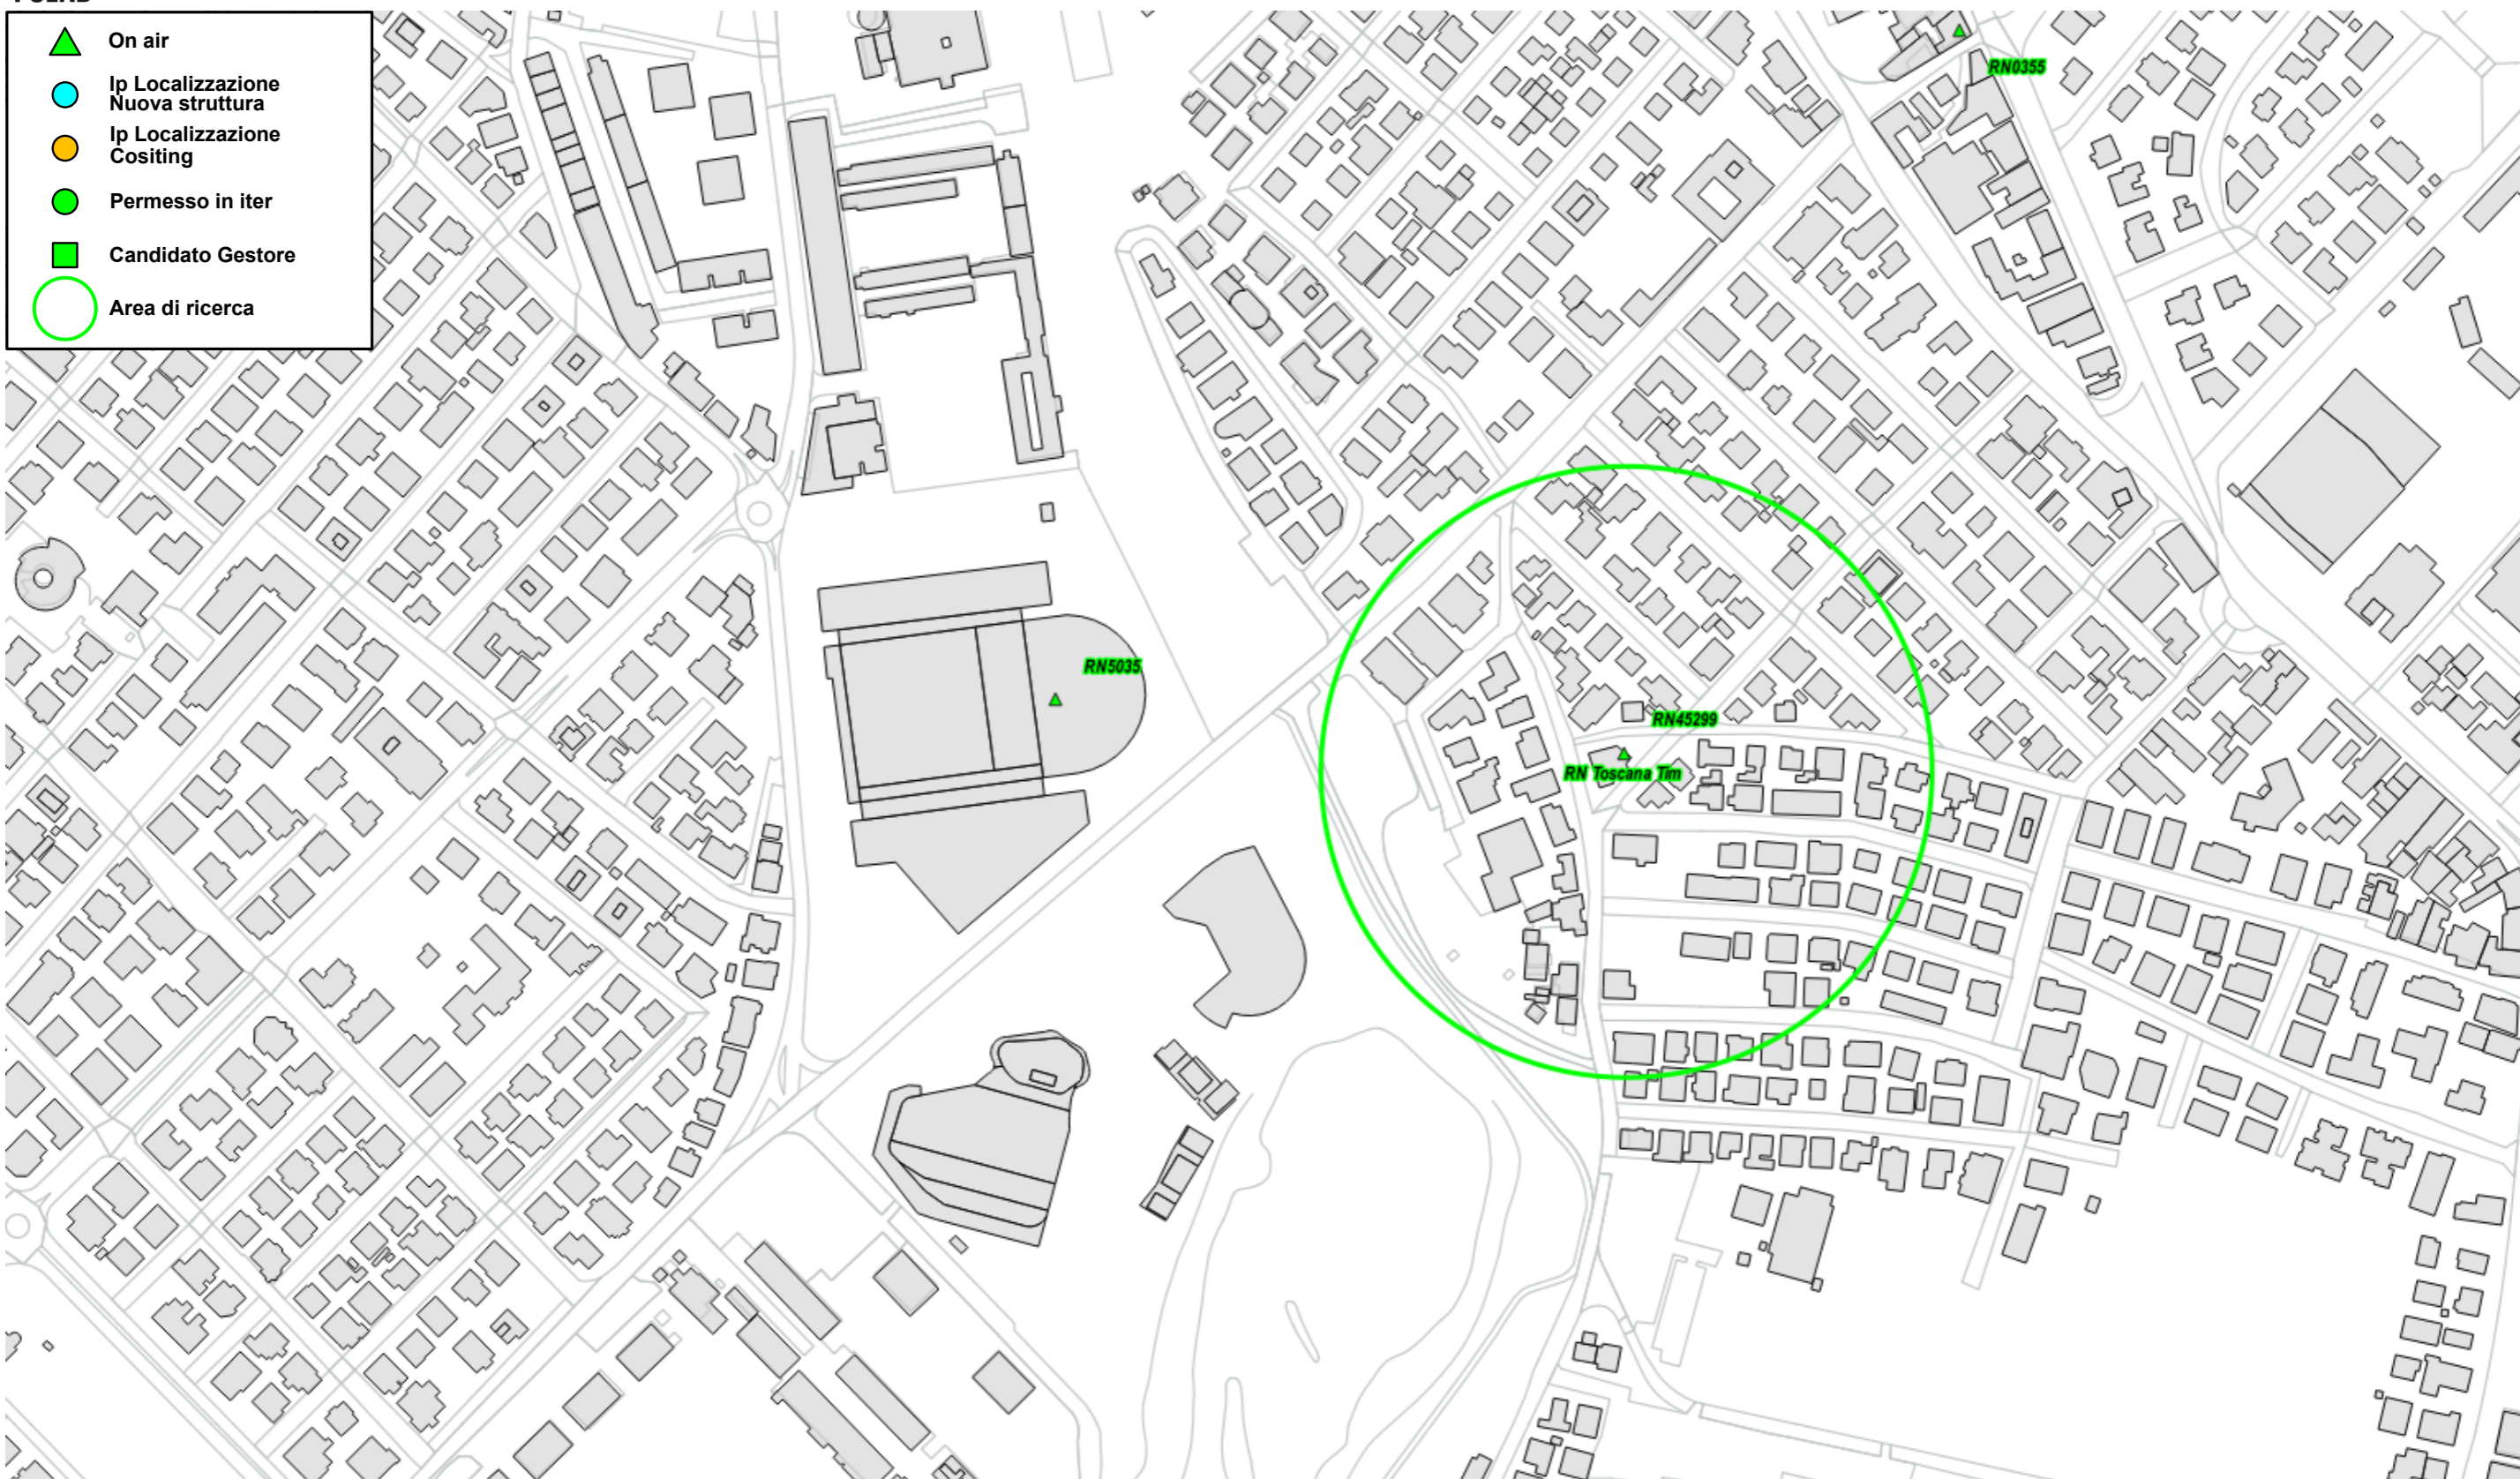 On air
Ip Localizzazione
Nuova struttura
Ip Localizzazione
Cositing
Permesso in iter
Candidato Gestore
Area di ricerca
RN0355
RN5035
RN45299
RN Toscana Tim